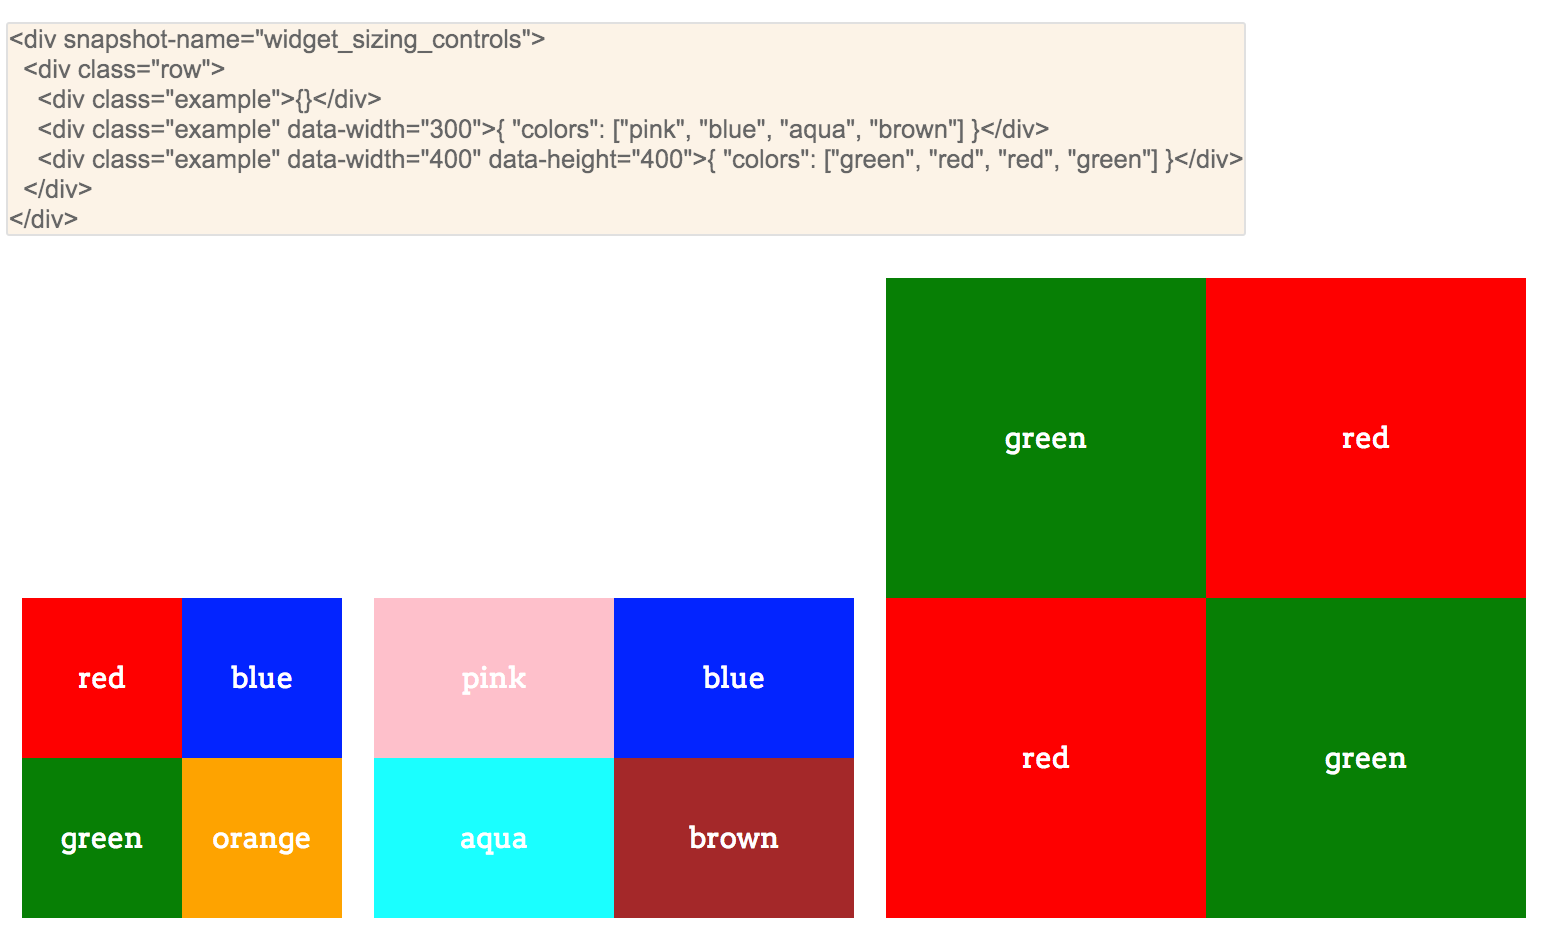 <div snapshot-name="widget_sizing_controls">
<div class="row">
<div class="example">{}</div>
<div class="example" data-width="300">{ "colors": ["pink", "blue", "aqua", "brown"] }</div>
<div class="example" data-width="400" data-height="400">{ "colors": ["green", "red", "red", "green"] }</div>
</div>
</div>
green red
red blue pink blue
red green
green orange aqua brown